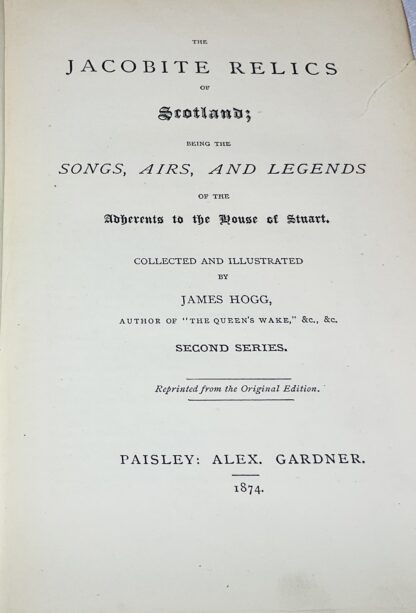 THE
JACOBITE RELICS
OF
Scotland;
BEING THE
SONGS, AIRS, AND LEGENDS
OF THE
Adherents to the House of Stuart.
COLLECTED AND ILLUSTRATED
BY
JAMES HOGG,
AUTHOR OF "THE QUEEN'S WAKE," &c., &c.
SECOND SERIES.
Reprinted from the Original Edition.
PAISLEY: ALEX. GARDNER.
1874.